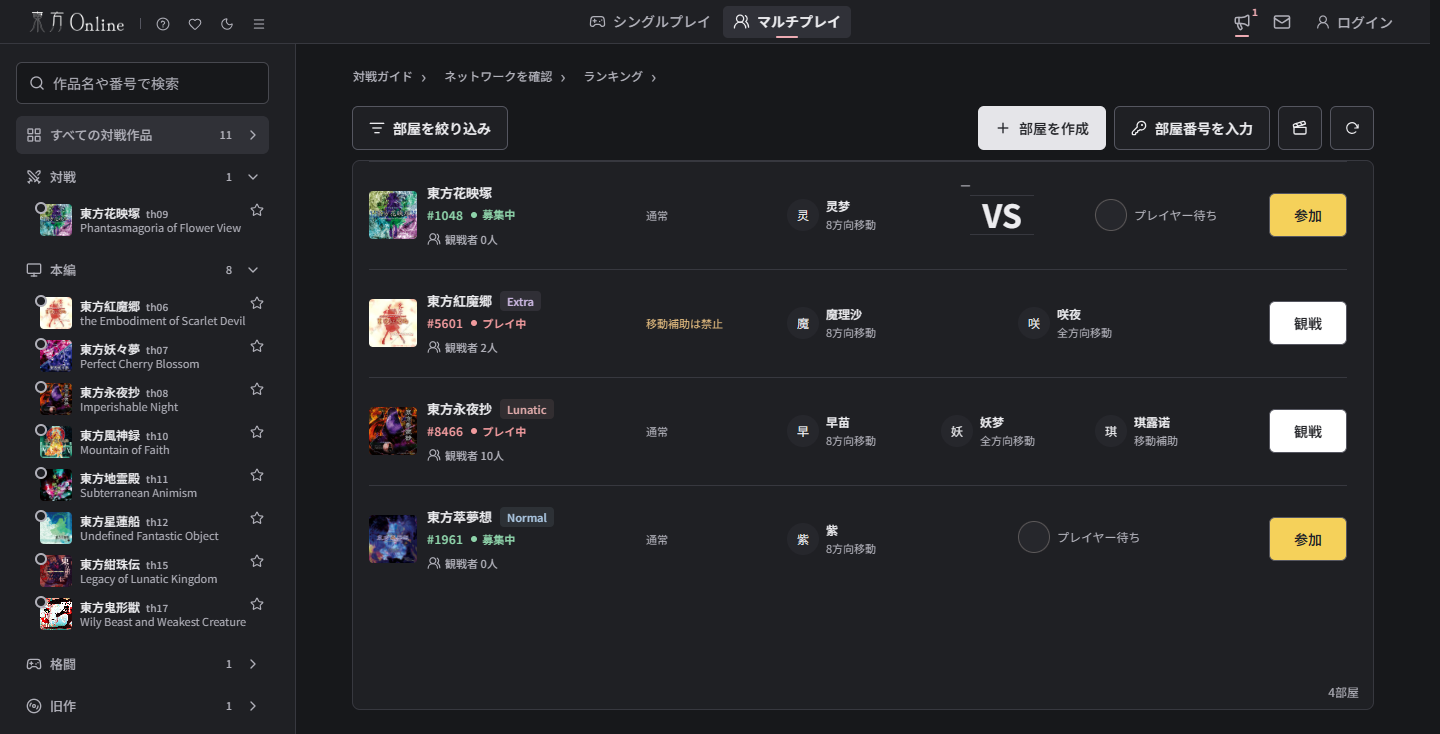 東方 Online
シングルプレイ
マルチプレイ
1
ログイン
作品名や番号で検索
すべての対戦作品 11
対戦 1
東方花映塚 th09
Phantasmagoria of Flower View
本編 8
東方紅魔郷 th06
the Embodiment of Scarlet Devil
東方妖々夢 th07
Perfect Cherry Blossom
東方永夜抄 th08
Imperishable Night
東方風神録 th10
Mountain of Faith
東方地霊殿 th11
Subterranean Animism
東方星蓮船 th12
Undefined Fantastic Object
東方紺珠伝 th15
Legacy of Lunatic Kingdom
東方鬼形獣 th17
Wily Beast and Weakest Creature
格闘 1
旧作 1
対戦ガイド ›
ネットワークを確認 ›
ランキング ›
部屋を絞り込み
部屋を作成
部屋番号を入力
東方花映塚
#1048 ● 募集中
観戦者 0人
通常
灵
灵梦
8方向移動
—
VS
プレイヤー待ち
参加
東方紅魔郷 Extra
#5601 ● プレイ中
観戦者 2人
移動補助は禁止
魔
魔理沙
8方向移動
咲
咲夜
全方向移動
観戦
東方永夜抄 Lunatic
#8466 ● プレイ中
観戦者 10人
通常
早
早苗
8方向移動
妖
妖梦
全方向移動
琪
琪露诺
移動補助
観戦
東方萃夢想 Normal
#1961 ● 募集中
観戦者 0人
通常
紫
紫
8方向移動
プレイヤー待ち
参加
4部屋